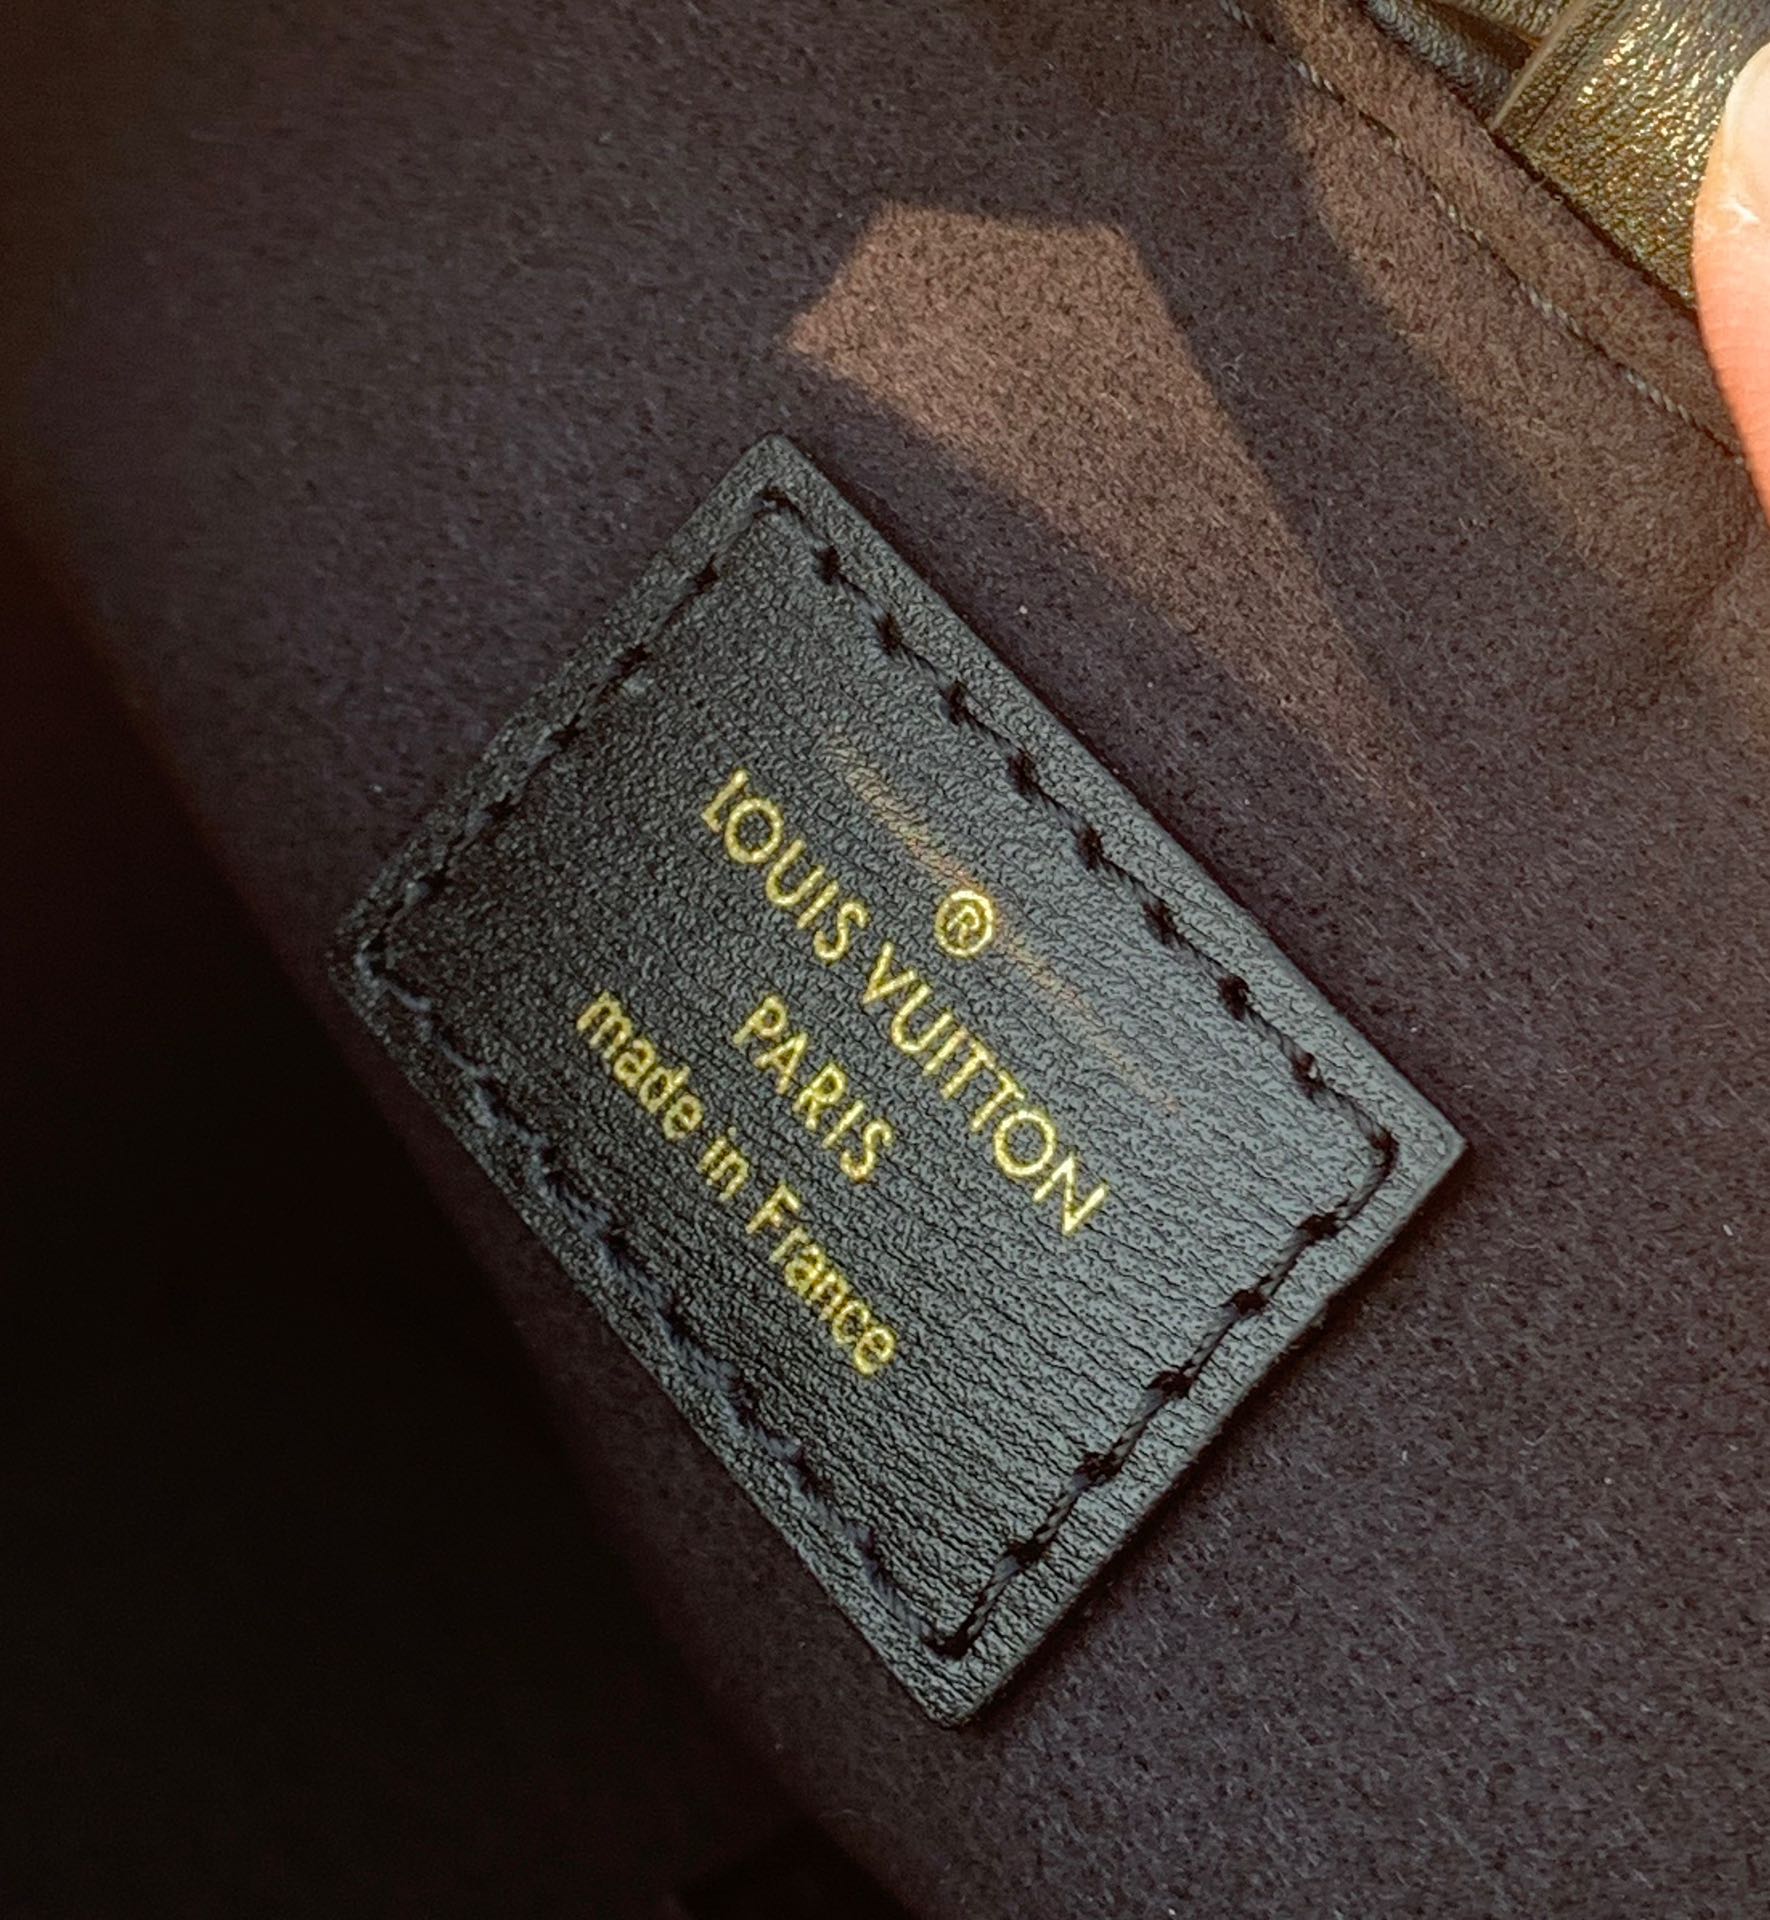 ®
LOUIS VUITTON
PARIS
made in France